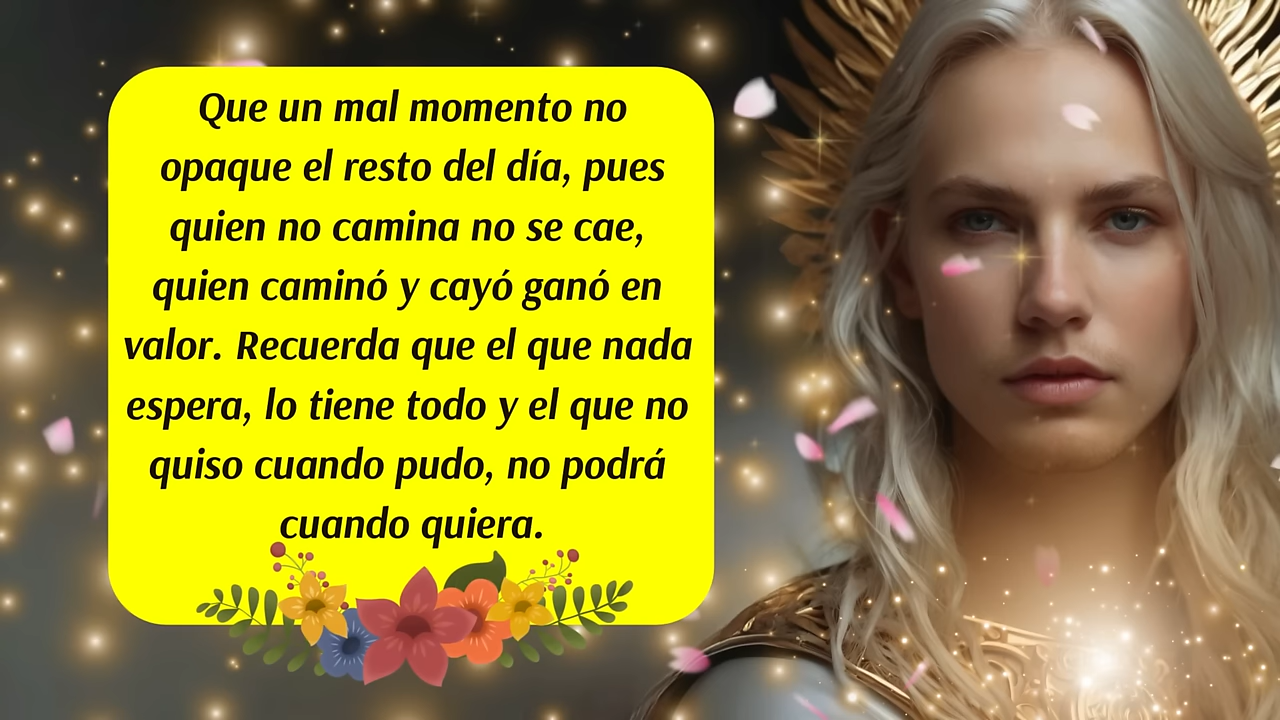 Que un mal momento no
opaque el resto del día, pues
quien no camina no se cae,
quien caminó y cayó ganó en
valor. Recuerda que el que nada
espera, lo tiene todo y el que no
quiso cuando pudo, no podrá
cuando quiera.